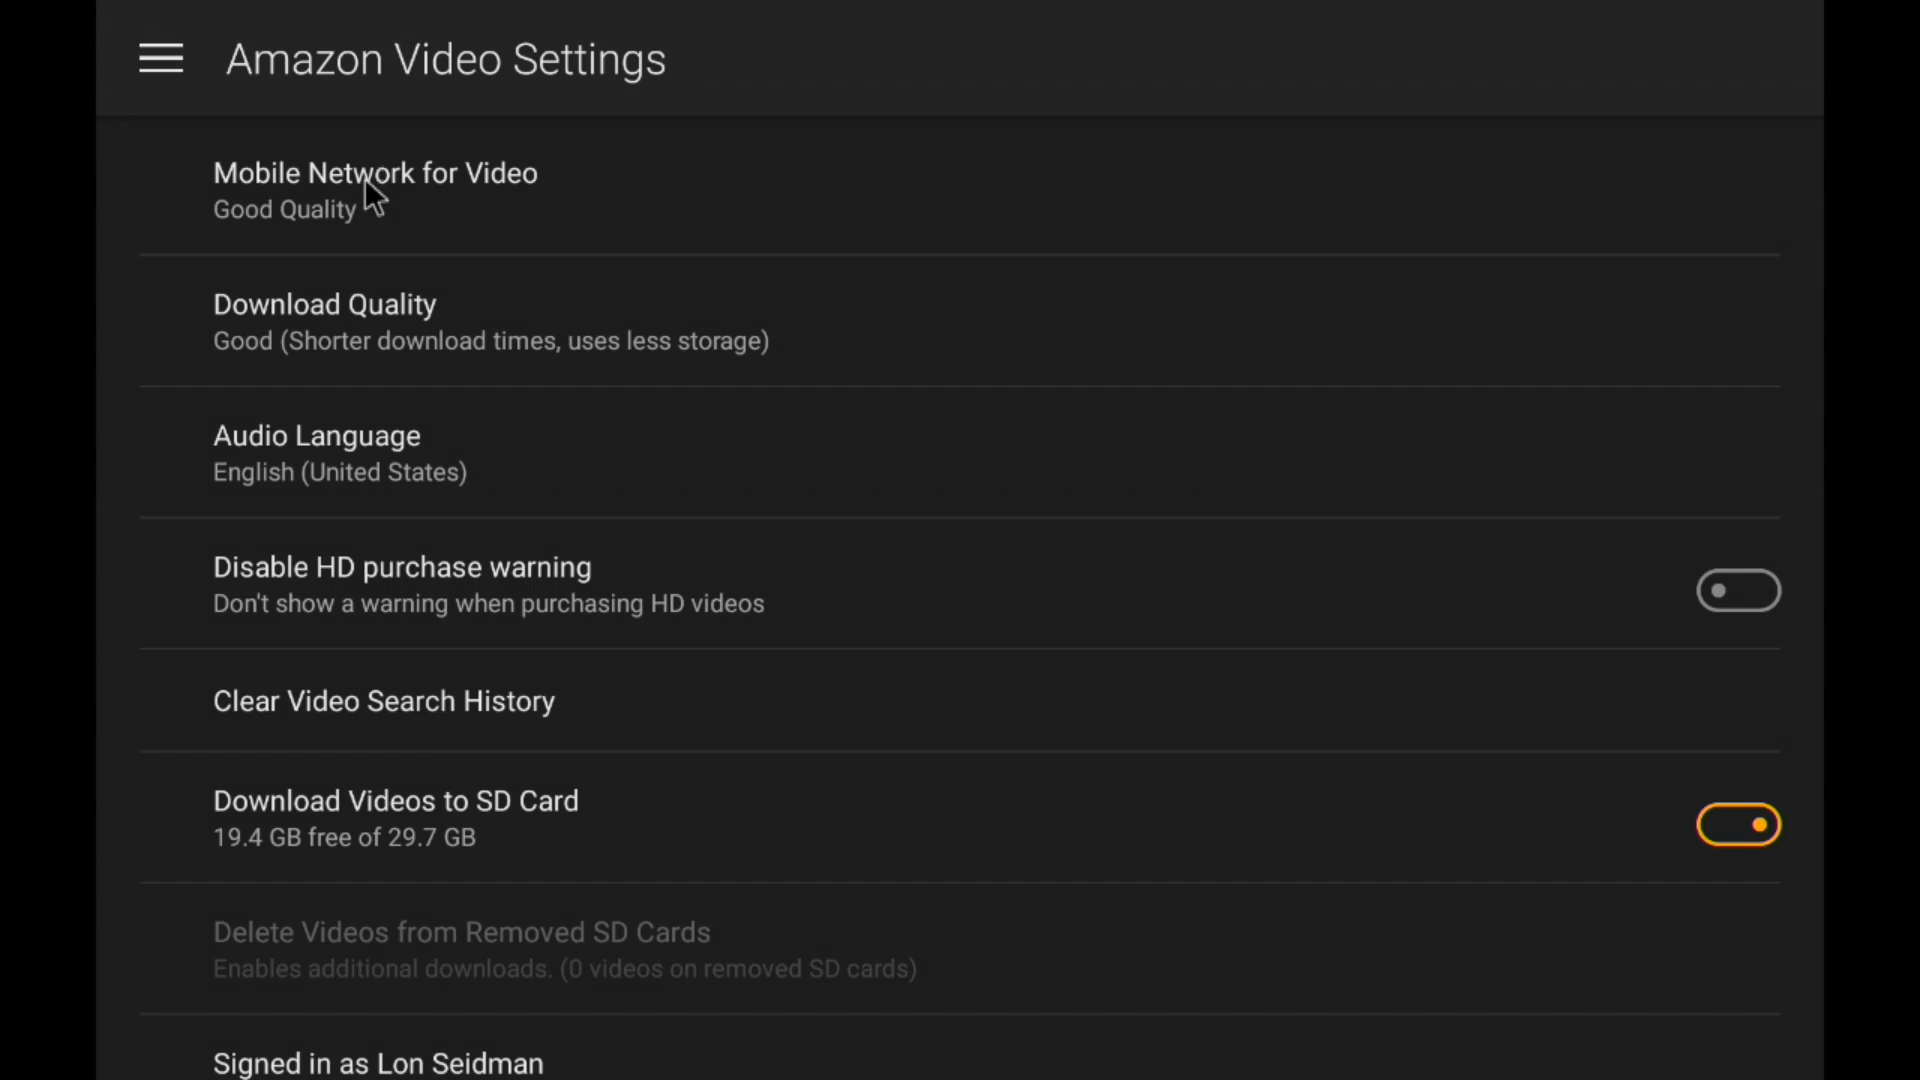 Amazon Video Settings
Mobile Network for Video
Good Quality
Download Quality
Good (Shorter download times, uses less storage)
Audio Language
English (United States)
Disable HD purchase warning
Don't show a warning when purchasing HD videos
Clear Video Search History
Download Videos to SD Card
19.4 GB free of 29.7 GB
Delete Videos from Removed SD Cards
Enables additional downloads. (0 videos on removed SD cards)
Signed in as Lon Seidman